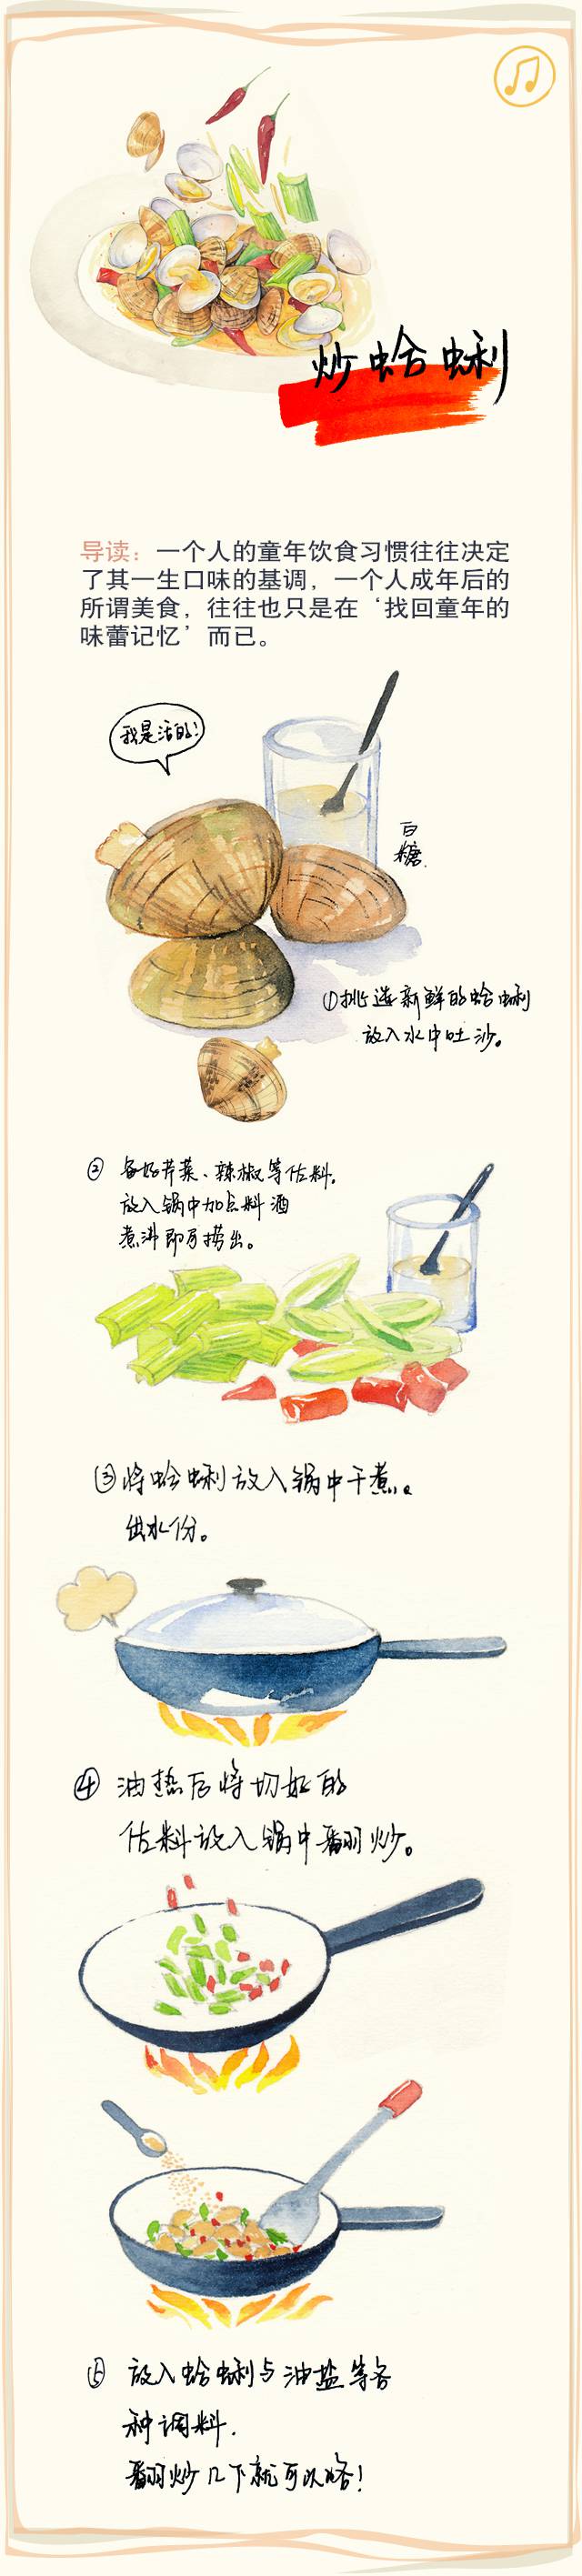 炒蛤蜊
导读：一个人的童年饮食习惯往往决定
了其一生口味的基调，一个人成年后的
所谓美食，往往也只是在‘找回童年的
味蕾记忆’而已。
我是活的！
白
糖.
①挑选新鲜的蛤蜊
放入水中吐沙。
② 备好芹菜、辣椒等佐料.
放入锅中加点料酒
煮沸即可捞出。
③将蛤蜊放入锅中干煮。
出水份。
④ 油热后将切好的
佐料放入锅中翻炒。
⑤ 放入蛤蜊与油盐等各
种调料.
翻炒几下就可以咯！